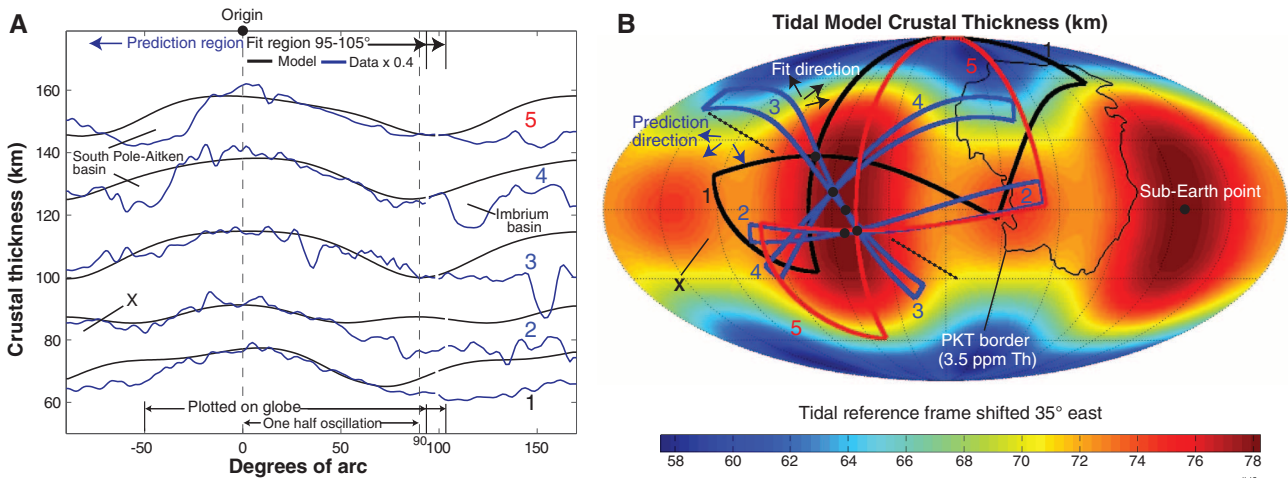 A
Origin
Prediction region
Fit region 95-105°
Model
Data x 0.4
Crustal thickness (km)
160
140
120
100
80
60
5
4
3
2
1
South Pole-Aitken
basin
Imbrium
basin
X
Plotted on globe
One half oscillation
-50
0
50
90
100
150
Degrees of arc
B
Tidal Model Crustal Thickness (km)
1
5
Fit direction
3
4
Prediction
direction
1
2
2
Sub-Earth point
4
X
3
5
PKT border
(3.5 ppm Th)
Tidal reference frame shifted 35° east
58
60
62
64
66
68
70
72
74
76
78